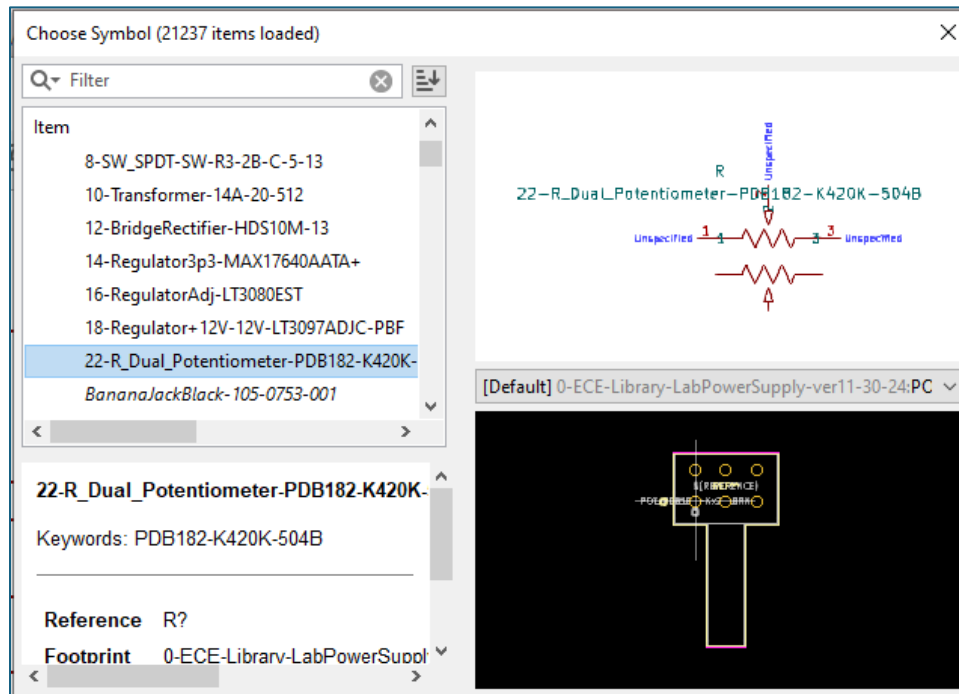 Choose Symbol (21237 items loaded)
Filter
Item
8-SW_SPDT-SW-R3-2B-C-5-13
10-Transformer-14A-20-512
12-BridgeRectifier-HDS10M-13
14-Regulator3p3-MAX17640AATA+
16-RegulatorAdj-LT3080EST
18-Regulator+12V-12V-LT3097ADJC-PBF
22-R_Dual_Potentiometer-PDB182-K420K-
BananaJackBlack-105-0753-001
22-R_Dual_Potentiometer-PDB182-K420K-
Keywords: PDB182-K420K-504B
Reference R?
Footprint 0-ECE-Library-LabPowerSuppl
Unspecified
R
22-R_Dual_Potentiometer-PDB182-K420K-504B
2
Unspecified 1 1 3 3 Unspecified
[Default] 0-ECE-Library-LabPowerSupply-ver11-30-24:PC